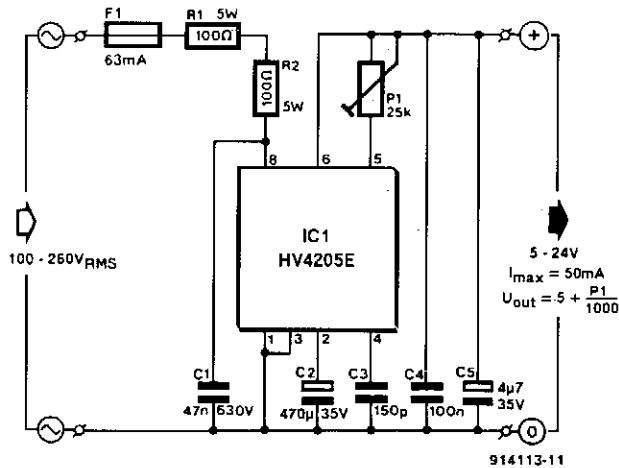 F1
63mA
R1 5W
100Ω
R2
100Ω
5W
P1
25k
8
6
5
IC1
HV4205E
1
3
2
4
100 - 260VRMS
5 - 24V
Imax = 50mA
Uout = 5 + P1
1000
C1
47n 630V
C2
470µ 35V
C3
150p
C4
100n
C5
4µ7
35V
+
0
914113-11